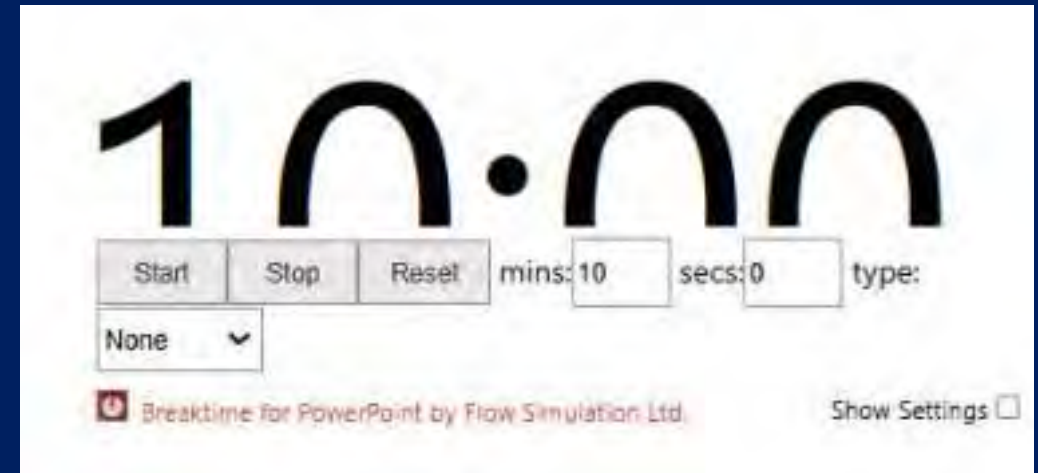 10:00
Start Stop Reset mins: 10 secs: 0 type:
None
Breaktime for PowerPoint by Flow Simulation Ltd.
Show Settings